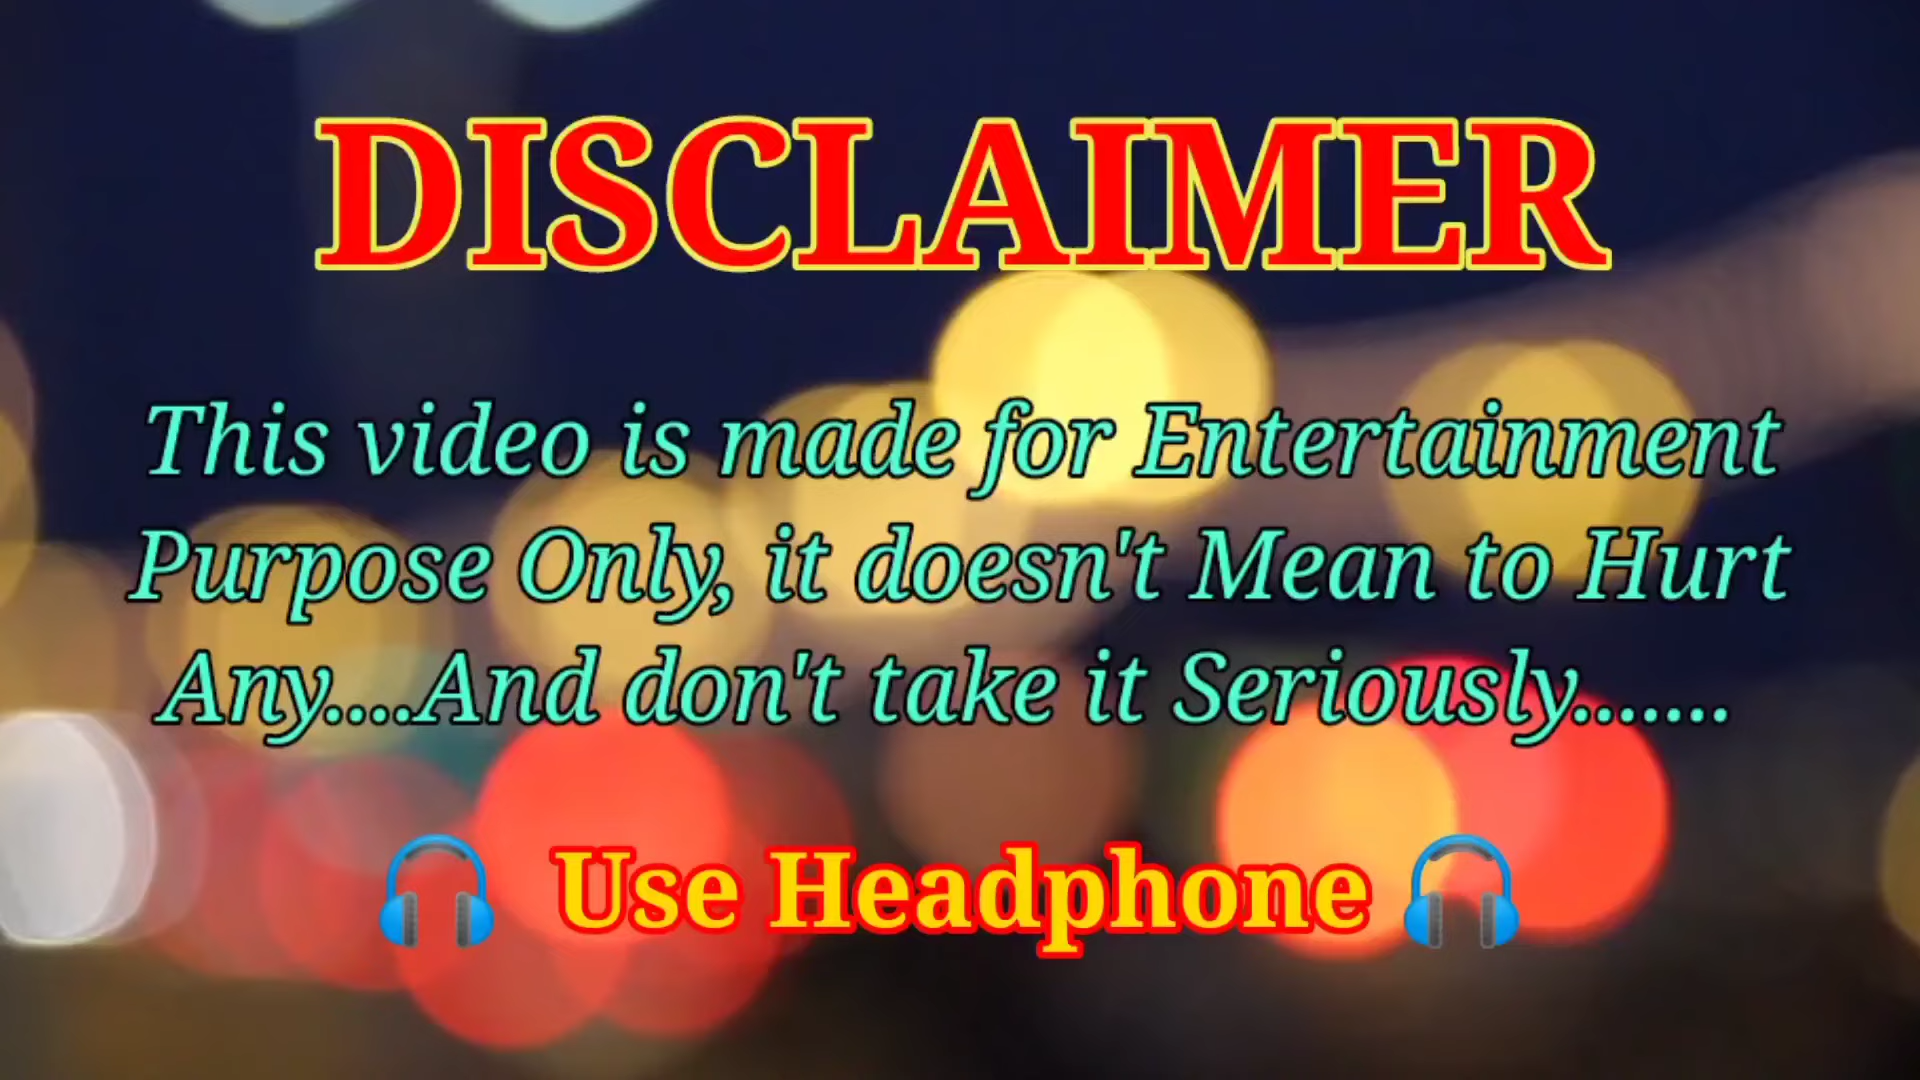 DISCLAIMER
This video is made for Entertainment
Purpose Only, it doesn't Mean to Hurt
Any....And don't take it Seriously.......
🎧 Use Headphone 🎧